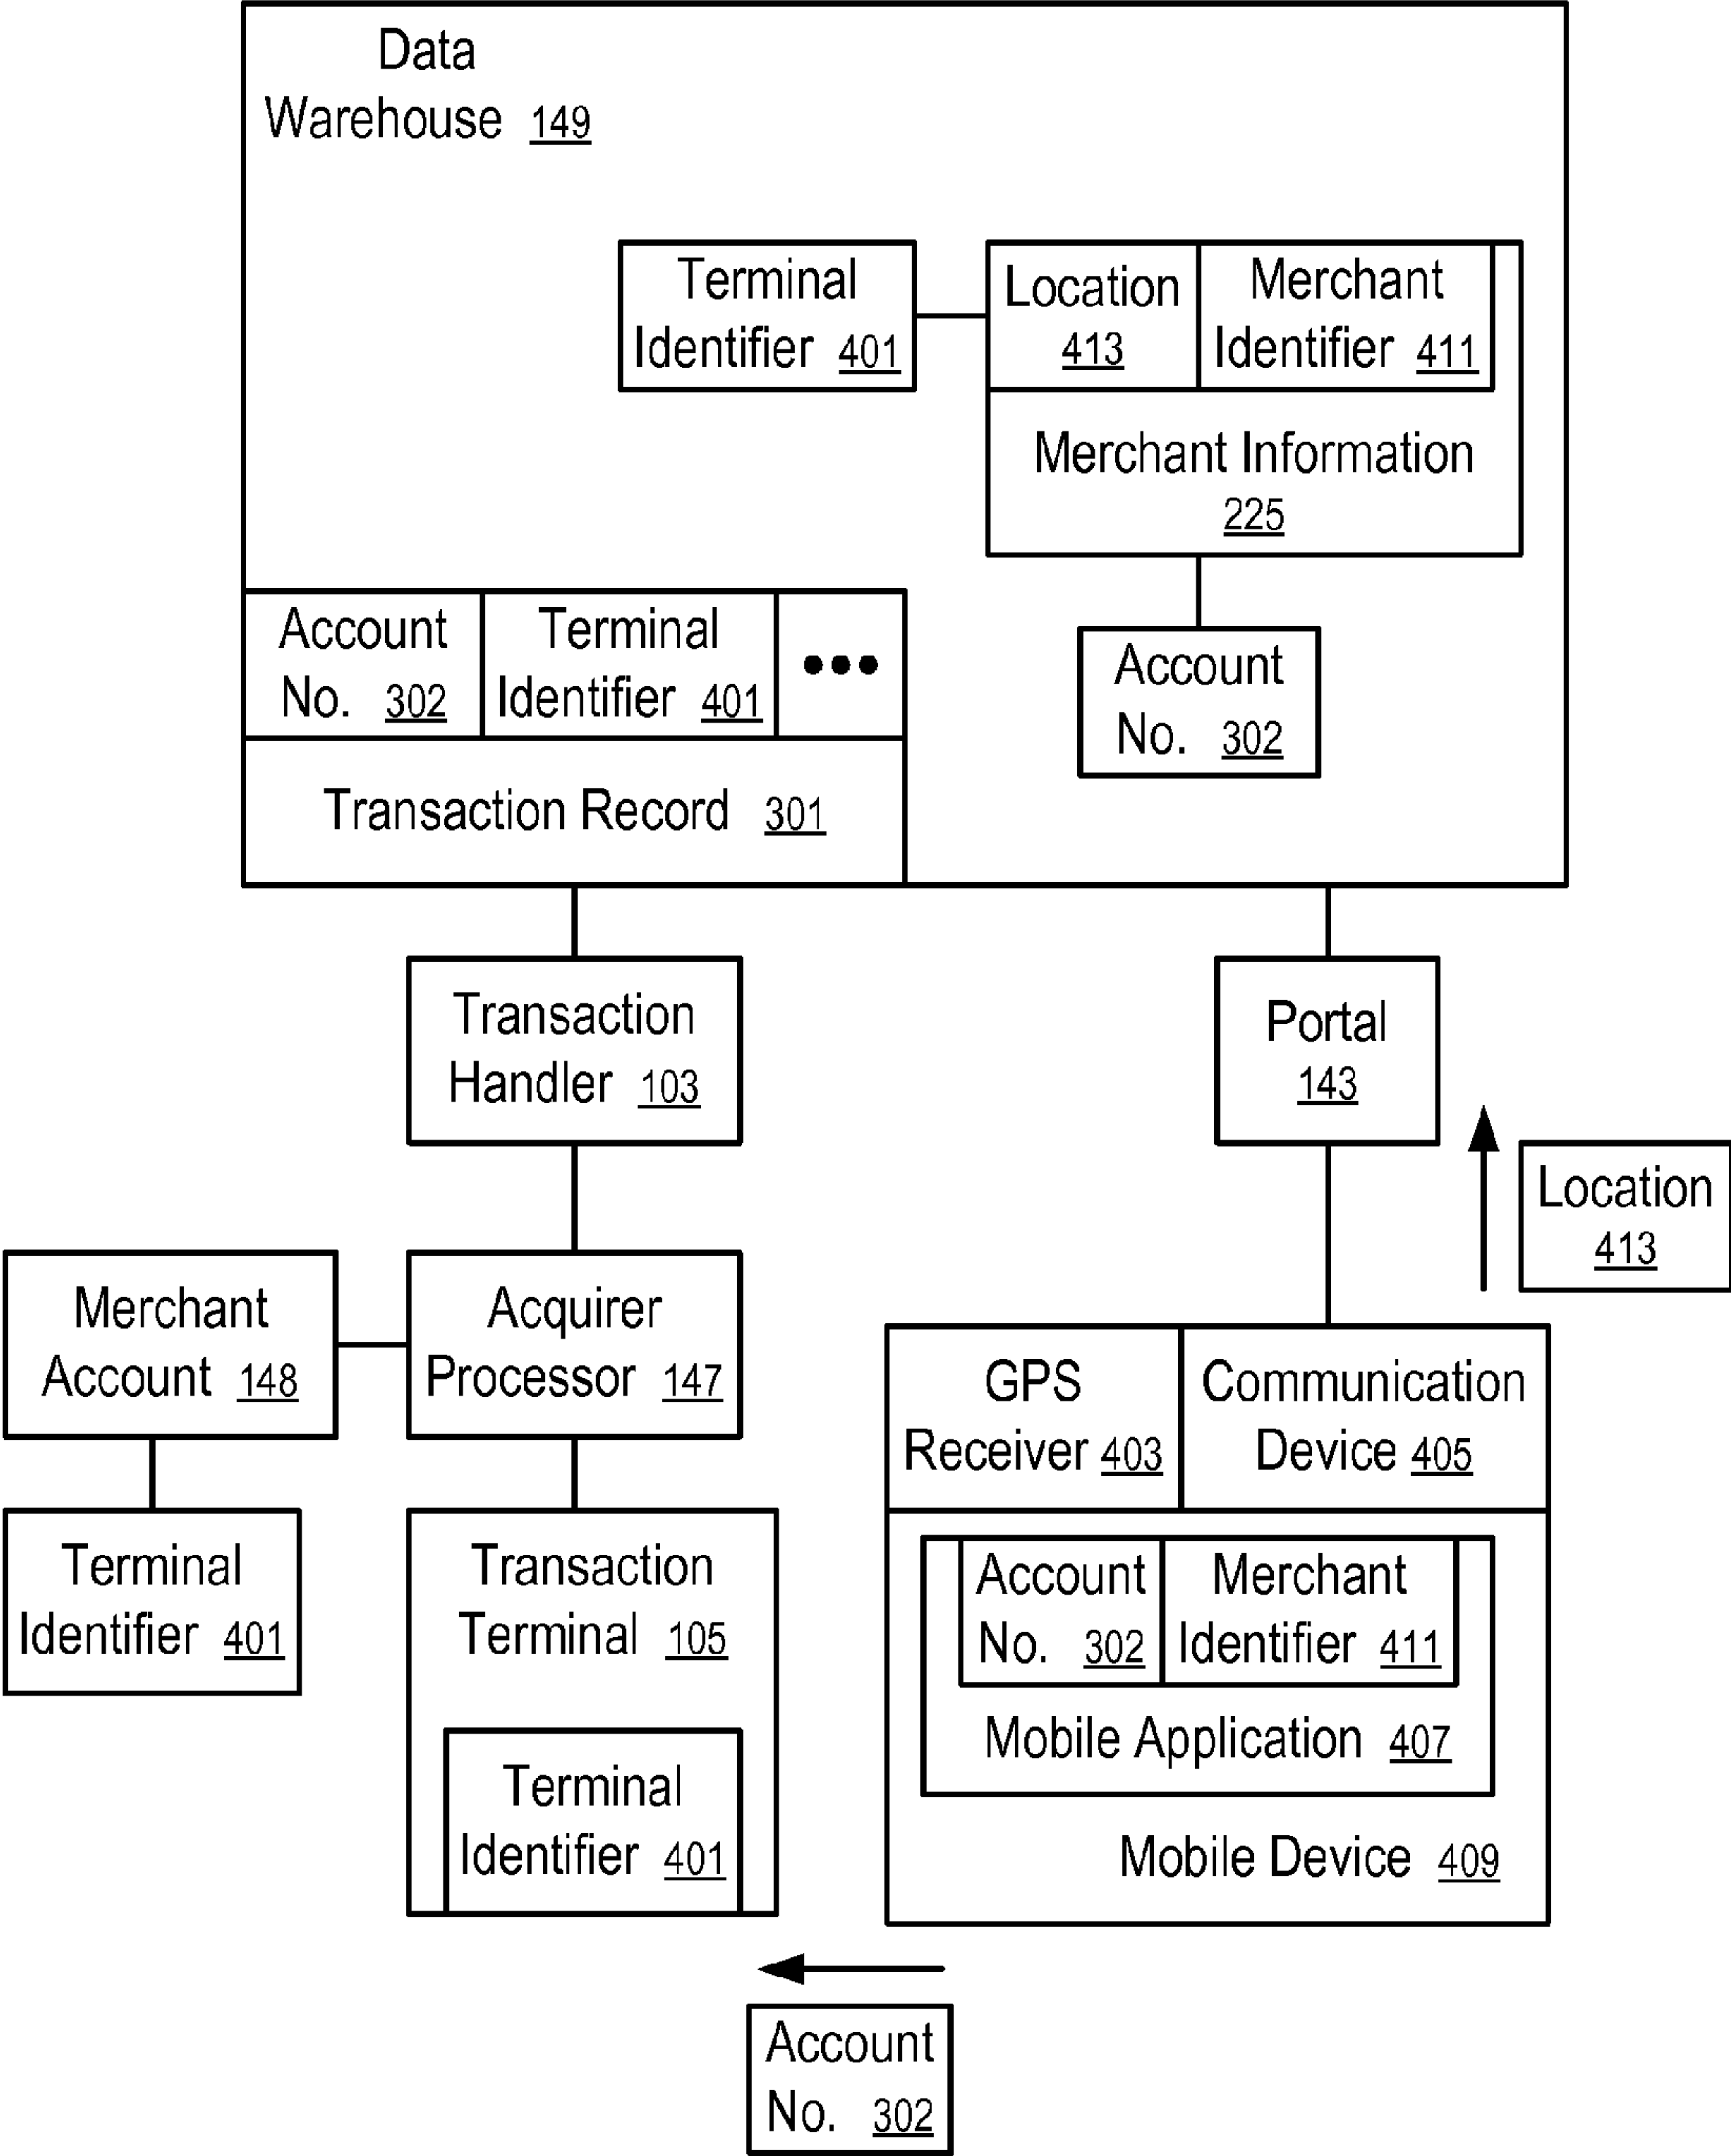 Data
Warehouse 149
Terminal
Identifier 401
Location
413
Merchant
Identifier 411
Merchant Information
225
Account
No. 302
Terminal
Identifier 401
•••
Account
No. 302
Transaction Record 301
Transaction
Handler 103
Portal
143
Location
413
Merchant
Account 148
Acquirer
Processor 147
GPS
Receiver 403
Communication
Device 405
Terminal
Identifier 401
Transaction
Terminal 105
Terminal
Identifier 401
Account
No. 302
Merchant
Identifier 411
Mobile Application 407
Mobile Device 409
Account
No. 302